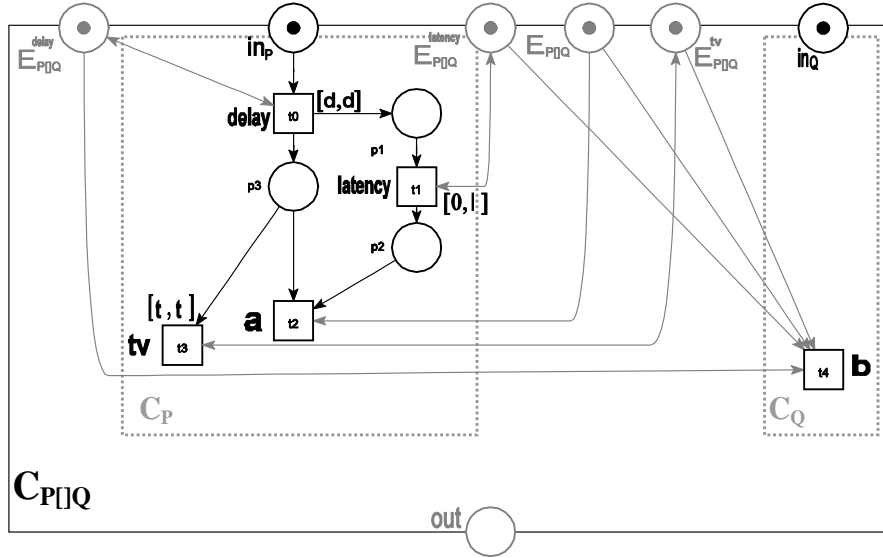 E delay P[]Q
in P
E latency P[]Q
E P[]Q
E tv P[]Q
in Q
delay
t0
[d,d]
p1
p3
latency
t1
[0,l]
p2
[t,t]
a
t2
tv
t3
t4
b
C P
C Q
C P[]Q
out